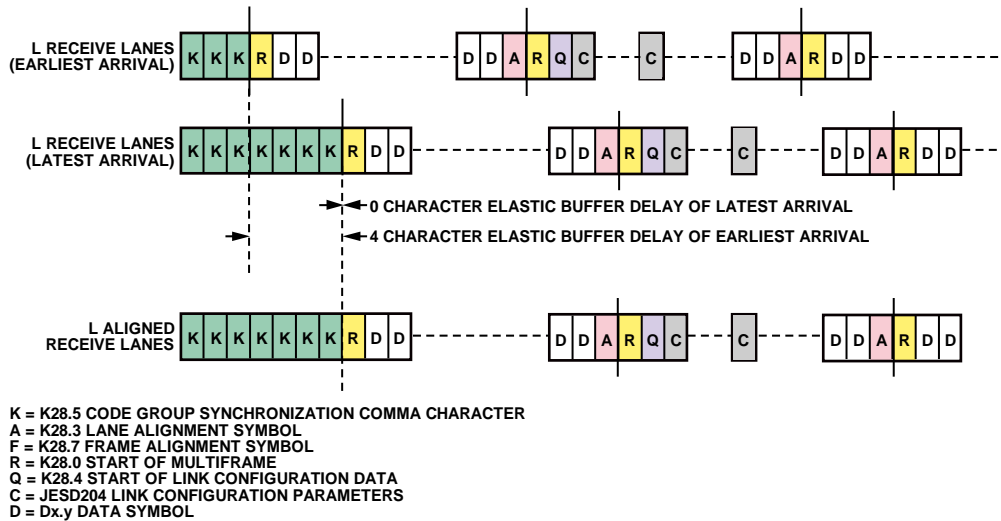 L RECEIVE LANES
(EARLIEST ARRIVAL)
K K K R D D
D D A R Q C
C
D D A R D D
L RECEIVE LANES
(LATEST ARRIVAL)
K K K K K K K R D D
D D A R Q C
C
D D A R D D
0 CHARACTER ELASTIC BUFFER DELAY OF LATEST ARRIVAL
4 CHARACTER ELASTIC BUFFER DELAY OF EARLIEST ARRIVAL
L ALIGNED
RECEIVE LANES
K K K K K K K R D D
D D A R Q C
C
D D A R D D
K = K28.5 CODE GROUP SYNCHRONIZATION COMMA CHARACTER
A = K28.3 LANE ALIGNMENT SYMBOL
F = K28.7 FRAME ALIGNMENT SYMBOL
R = K28.0 START OF MULTIFRAME
Q = K28.4 START OF LINK CONFIGURATION DATA
C = JESD204 LINK CONFIGURATION PARAMETERS
D = Dx.y DATA SYMBOL